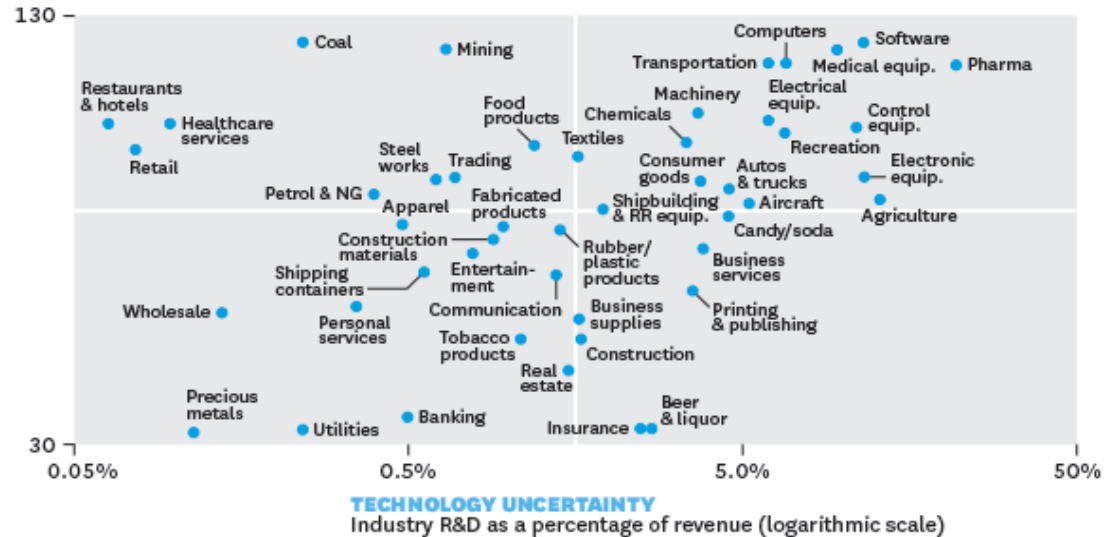 130
Coal
Mining
Computers
Software
Transportation
Medical equip.
Pharma
Restaurants
& hotels
Healthcare
services
Retail
Food
products
Machinery
Electrical
equip.
Chemicals
Control
equip.
Textiles
Recreation
Steel
works
Trading
Consumer
goods
Autos
& trucks
Electronic
equip.
Petrol & NG
Apparel
Fabricated
products
Shipbuilding
& RR equip.
Aircraft
Agriculture
Candy/soda
Construction
materials
Rubber/
plastic
products
Business
services
Shipping
containers
Entertain-
ment
Communication
Wholesale
Personal
services
Business
supplies
Printing
& publishing
Tobacco
products
Construction
Real
estate
Precious
metals
Utilities
Banking
Insurance
Beer
& liquor
30
0.05%
0.5%
5.0%
50%
TECHNOLOGY UNCERTAINTY
Industry R&D as a percentage of revenue (logarithmic scale)